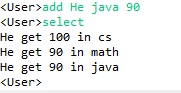 <User>add He java 90
<User>select
He get 100 in cs
He get 90 in math
He get 90 in java
<User>